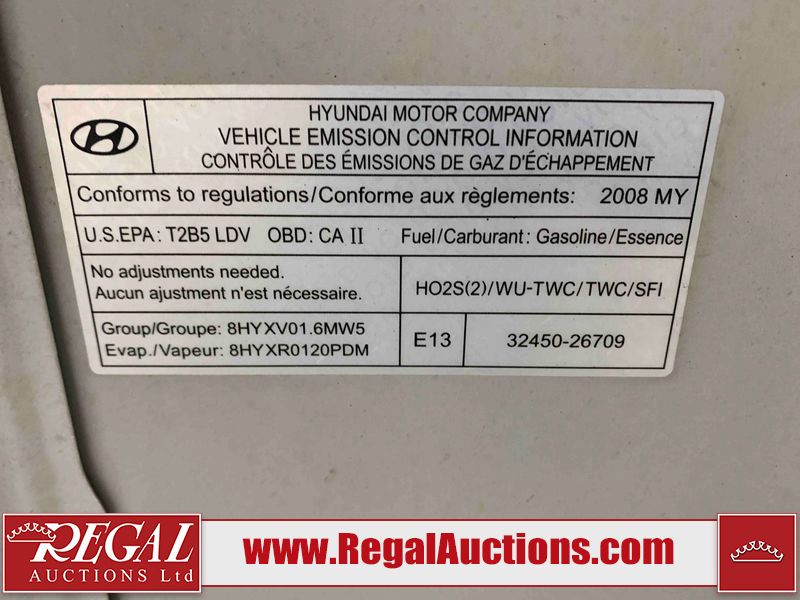 HYUNDAI MOTOR COMPANY
VEHICLE EMISSION CONTROL INFORMATION
CONTRÔLE DES ÉMISSIONS DE GAZ D'ÉCHAPPEMENT
Conforms to regulations/Conforme aux règlements: 2008 MY
U.S.EPA: T2B5 LDV OBD: CA II Fuel/Carburant: Gasoline/Essence
No adjustments needed.
Aucun ajustment n'est nécessaire.
HO2S(2)/WU-TWC/TWC/SFI
Group/Groupe: 8HYXV01.6MW5
Evap./Vapeur: 8HYXR0120PDM
E13
32450-26709
REGAL
AUCTIONS Ltd
www.RegalAuctions.com